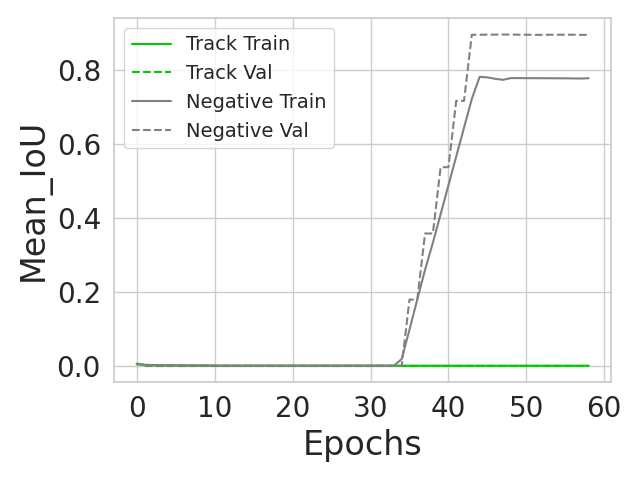 Track Train
Track Val
Negative Train
Negative Val
Mean_IoU
0.8
0.6
0.4
0.2
0.0
0 10 20 30 40 50 60
Epochs